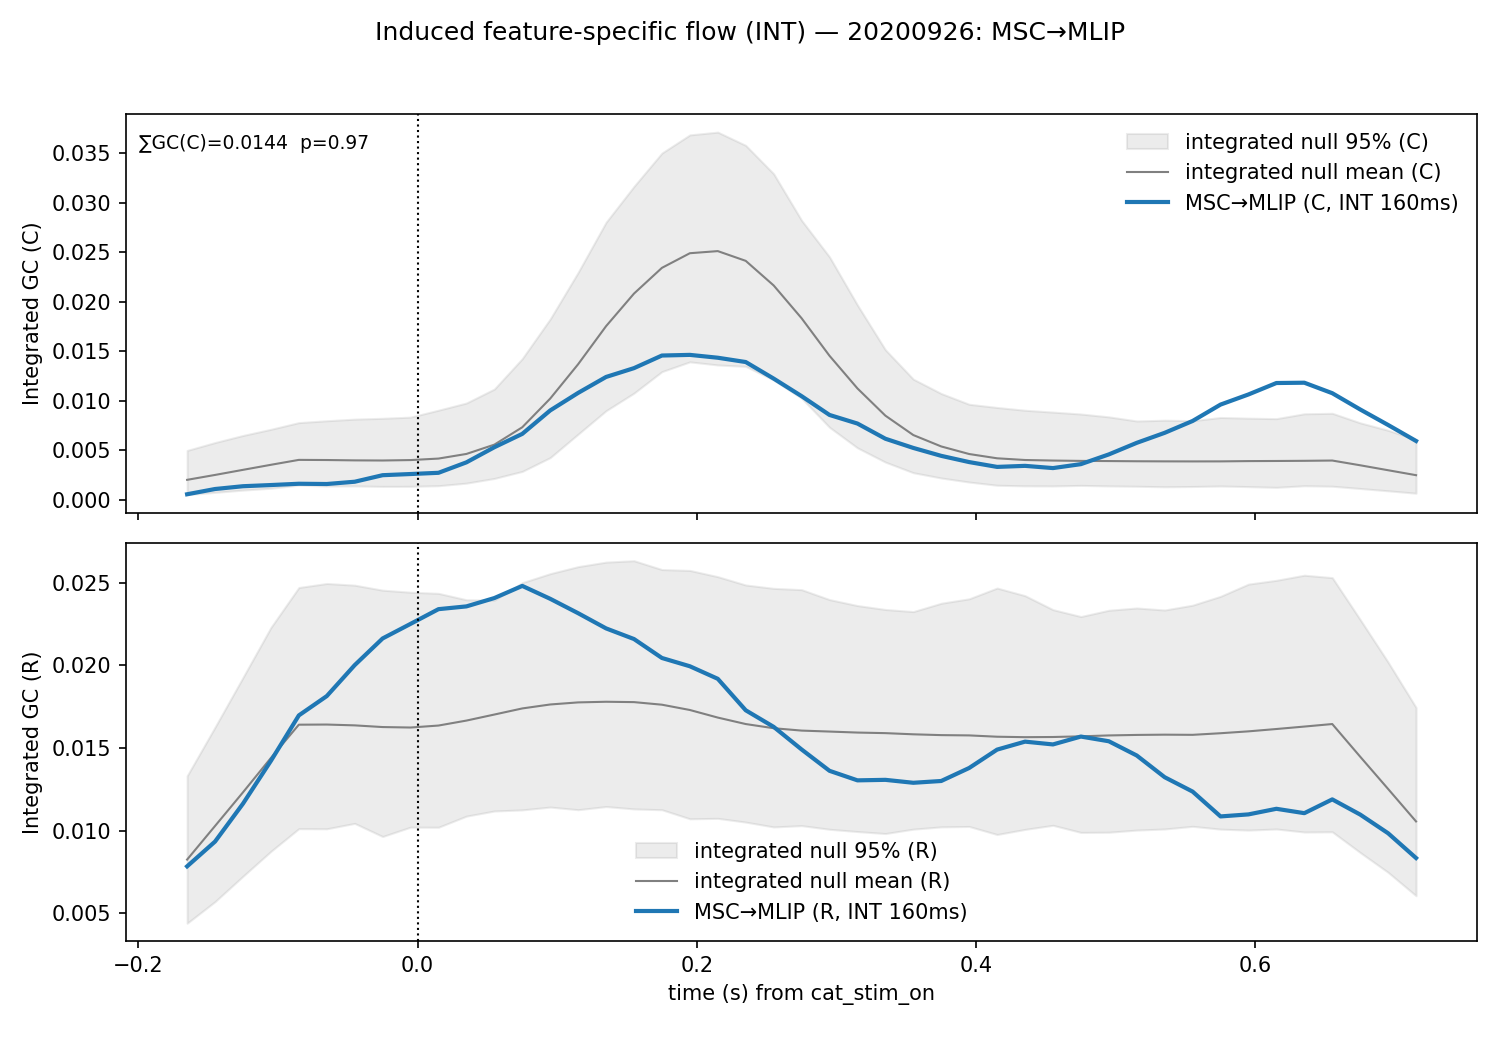 Induced feature-specific flow (INT) — 20200926: MSC→MLIP
∑GC(C)=0.0144  p=0.97
integrated null 95% (C)
integrated null mean (C)
MSC→MLIP (C, INT 160ms)
Integrated GC (C)
0.035
0.030
0.025
0.020
0.015
0.010
0.005
0.000
Integrated GC (R)
0.025
0.020
0.015
0.010
0.005
integrated null 95% (R)
integrated null mean (R)
MSC→MLIP (R, INT 160ms)
−0.2 0.0 0.2 0.4 0.6
time (s) from cat_stim_on